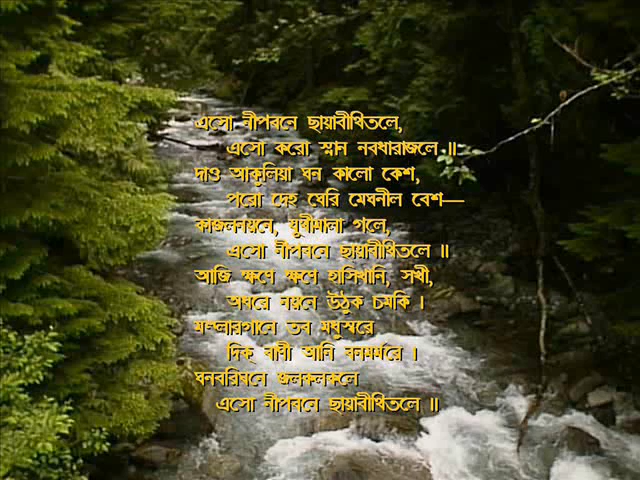 এসো নীপবনে ছায়াবীথিতলে,
এসো করো স্নান নবধারাজলে ॥
দাও আকুলিয়া ঘন কালো কেশ,
পরো দেহ ঘেরি মেঘনীল বেশ—
কাজলনয়নে, যূথীমালা গলে,
এসো নীপবনে ছায়াবীথিতলে ॥
আজি ক্ষণে ক্ষণে হাসিখানি, সখী,
অধরে নয়নে উঠুক চমকি ।
মল্লারগানে তব মধুস্বরে
দিক্ বাণী আনি বনমর্মরে ।
ঘনবরিষনে জলকলকলে
এসো নীপবনে ছায়াবীথিতলে ॥